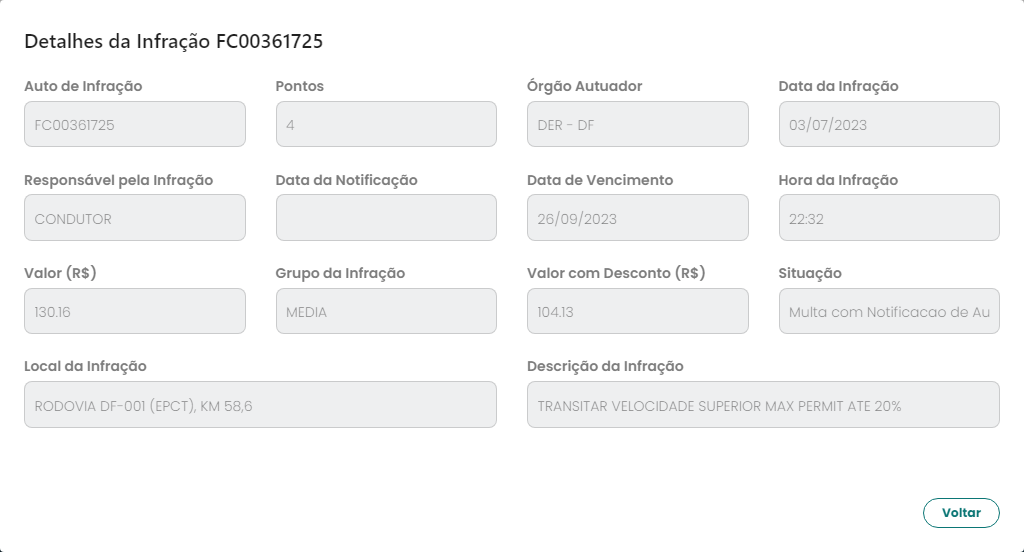 Detalhes da Infração FC00361725
Auto de Infração
FC00361725
Pontos
4
Órgão Autuador
DER - DF
Data da Infração
03/07/2023
Responsável pela Infração
CONDUTOR
Data da Notificação
Data de Vencimento
26/09/2023
Hora da Infração
22:32
Valor (R$)
130.16
Grupo da Infração
MEDIA
Valor com Desconto (R$)
104.13
Situação
Multa com Notificacao de Au
Local da Infração
RODOVIA DF-001 (EPCT), KM 58,6
Descrição da Infração
TRANSITAR VELOCIDADE SUPERIOR MAX PERMIT ATE 20%
Voltar